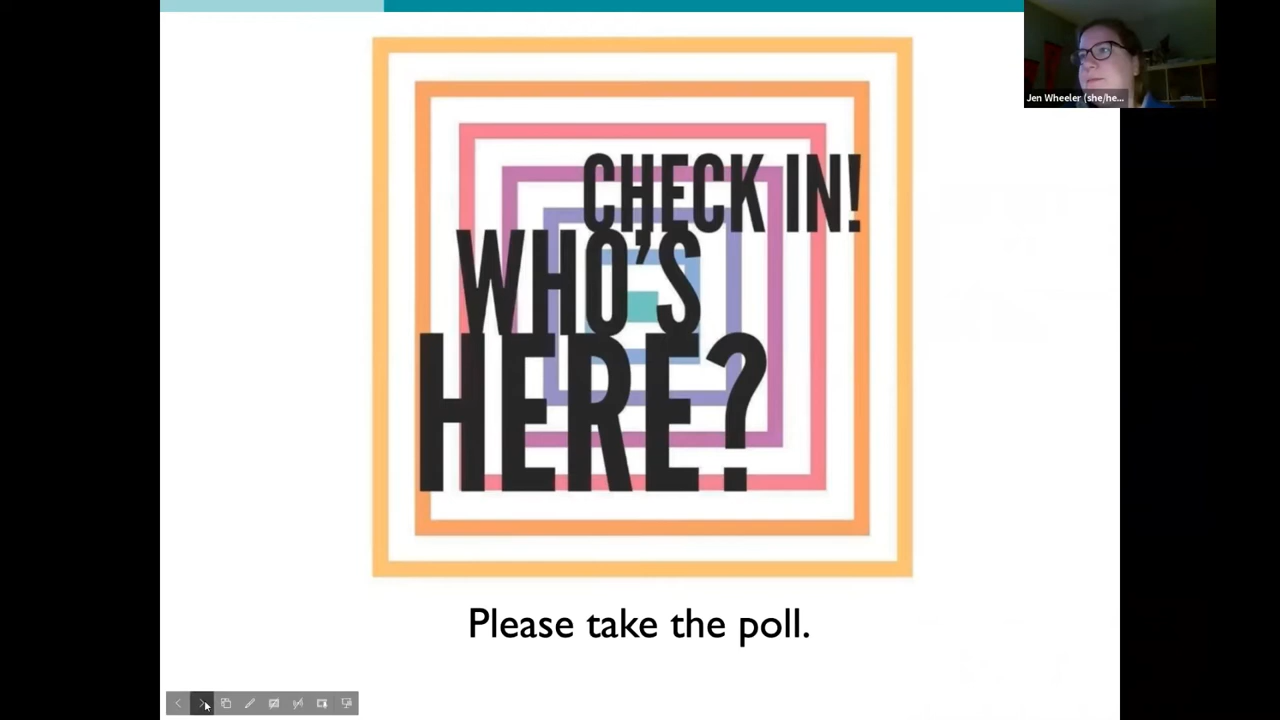 CHECK IN!
WHO'S
HERE?
Please take the poll.
Jen Wheeler (she/he...